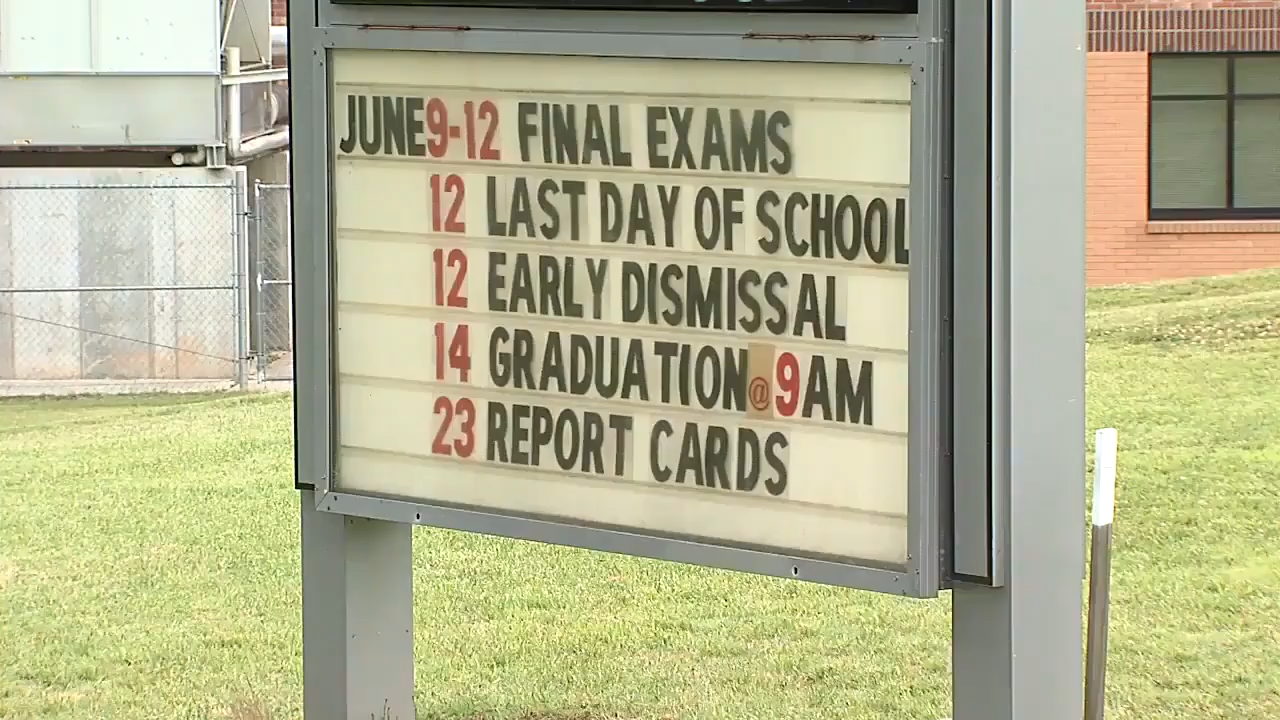 JUNE 9-12 FINAL EXAMS
12 LAST DAY OF SCHOOL
12 EARLY DISMISSAL
14 GRADUATION @ 9AM
23 REPORT CARDS